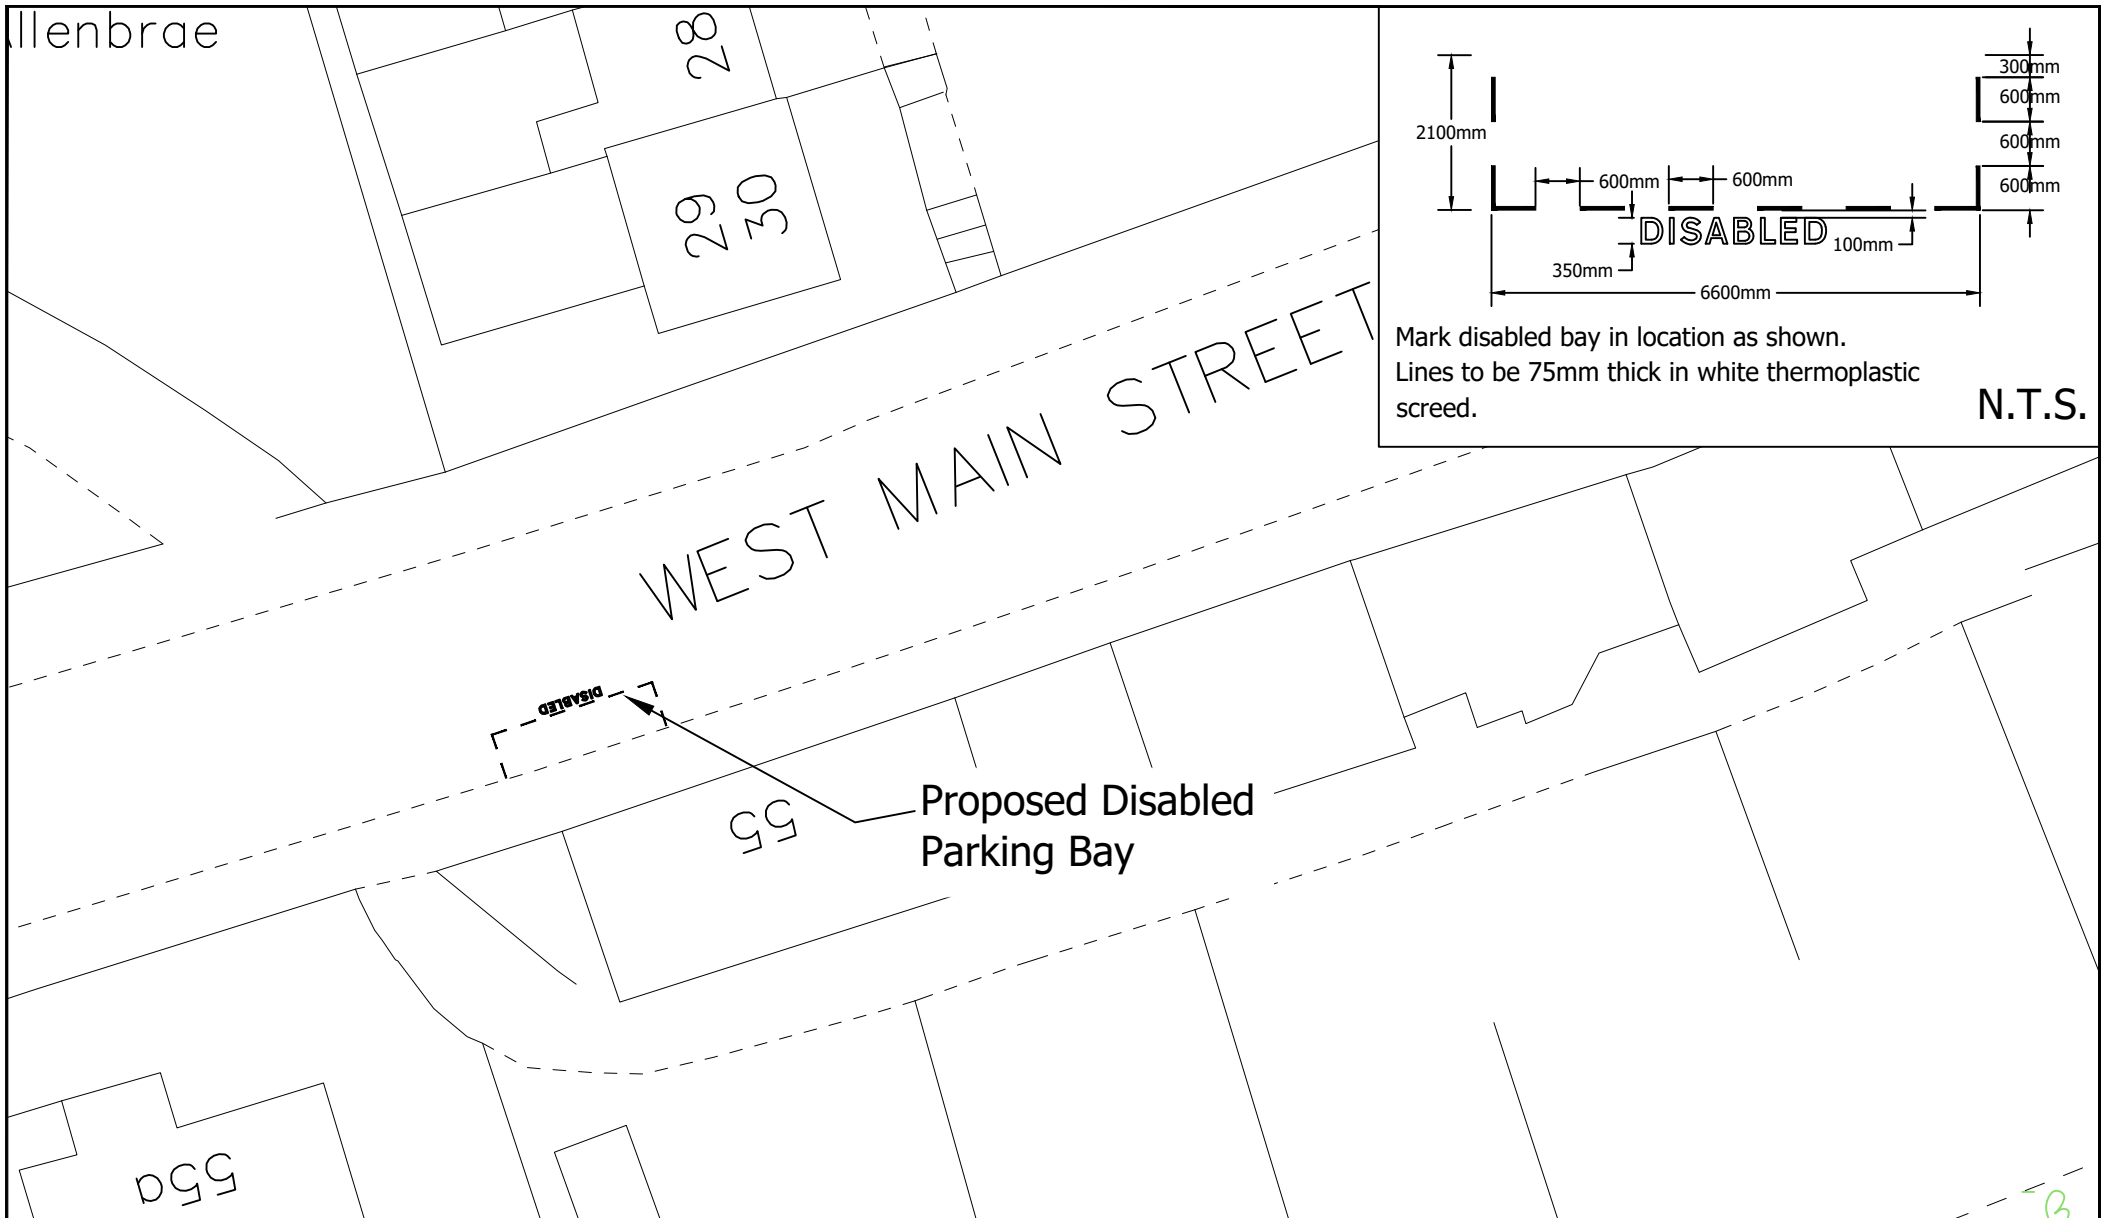 llenbrae
28
29
30
WEST MAIN STREET
DISABLED
Proposed Disabled
Parking Bay
55
55a
2100mm
300mm
600mm
600mm
600mm
600mm
600mm
DISABLED
100mm
350mm
6600mm
Mark disabled bay in location as shown.
Lines to be 75mm thick in white thermoplastic
screed.
N.T.S.